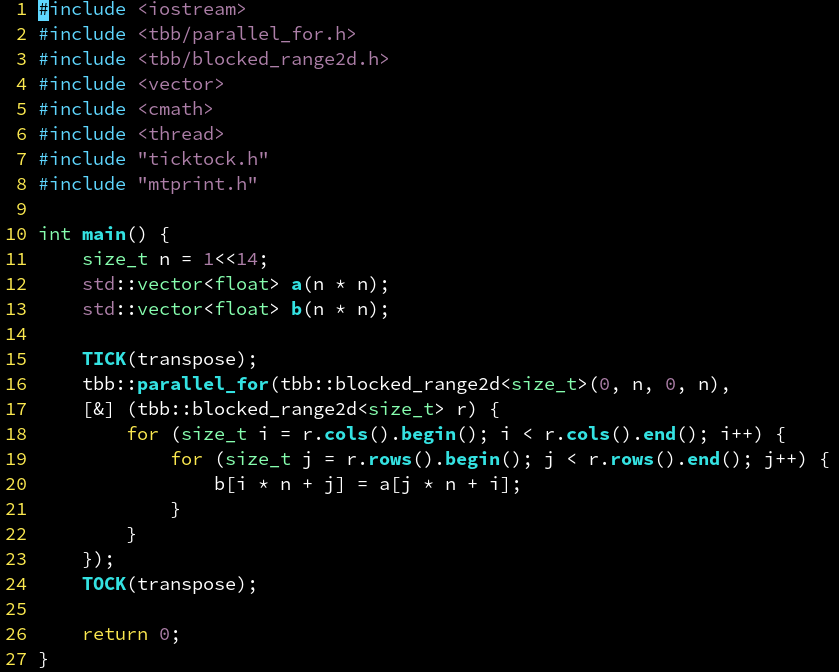 1 #include <iostream>
2 #include <tbb/parallel_for.h>
3 #include <tbb/blocked_range2d.h>
4 #include <vector>
5 #include <cmath>
6 #include <thread>
7 #include "ticktock.h"
8 #include "mtprint.h"
9
10 int main() {
11     size_t n = 1<<14;
12     std::vector<float> a(n * n);
13     std::vector<float> b(n * n);
14
15     TICK(transpose);
16     tbb::parallel_for(tbb::blocked_range2d<size_t>(0, n, 0, n),
17     [&] (tbb::blocked_range2d<size_t> r) {
18         for (size_t i = r.cols().begin(); i < r.cols().end(); i++) {
19             for (size_t j = r.rows().begin(); j < r.rows().end(); j++) {
20                 b[i * n + j] = a[j * n + i];
21             }
22         }
23     });
24     TOCK(transpose);
25
26     return 0;
27 }